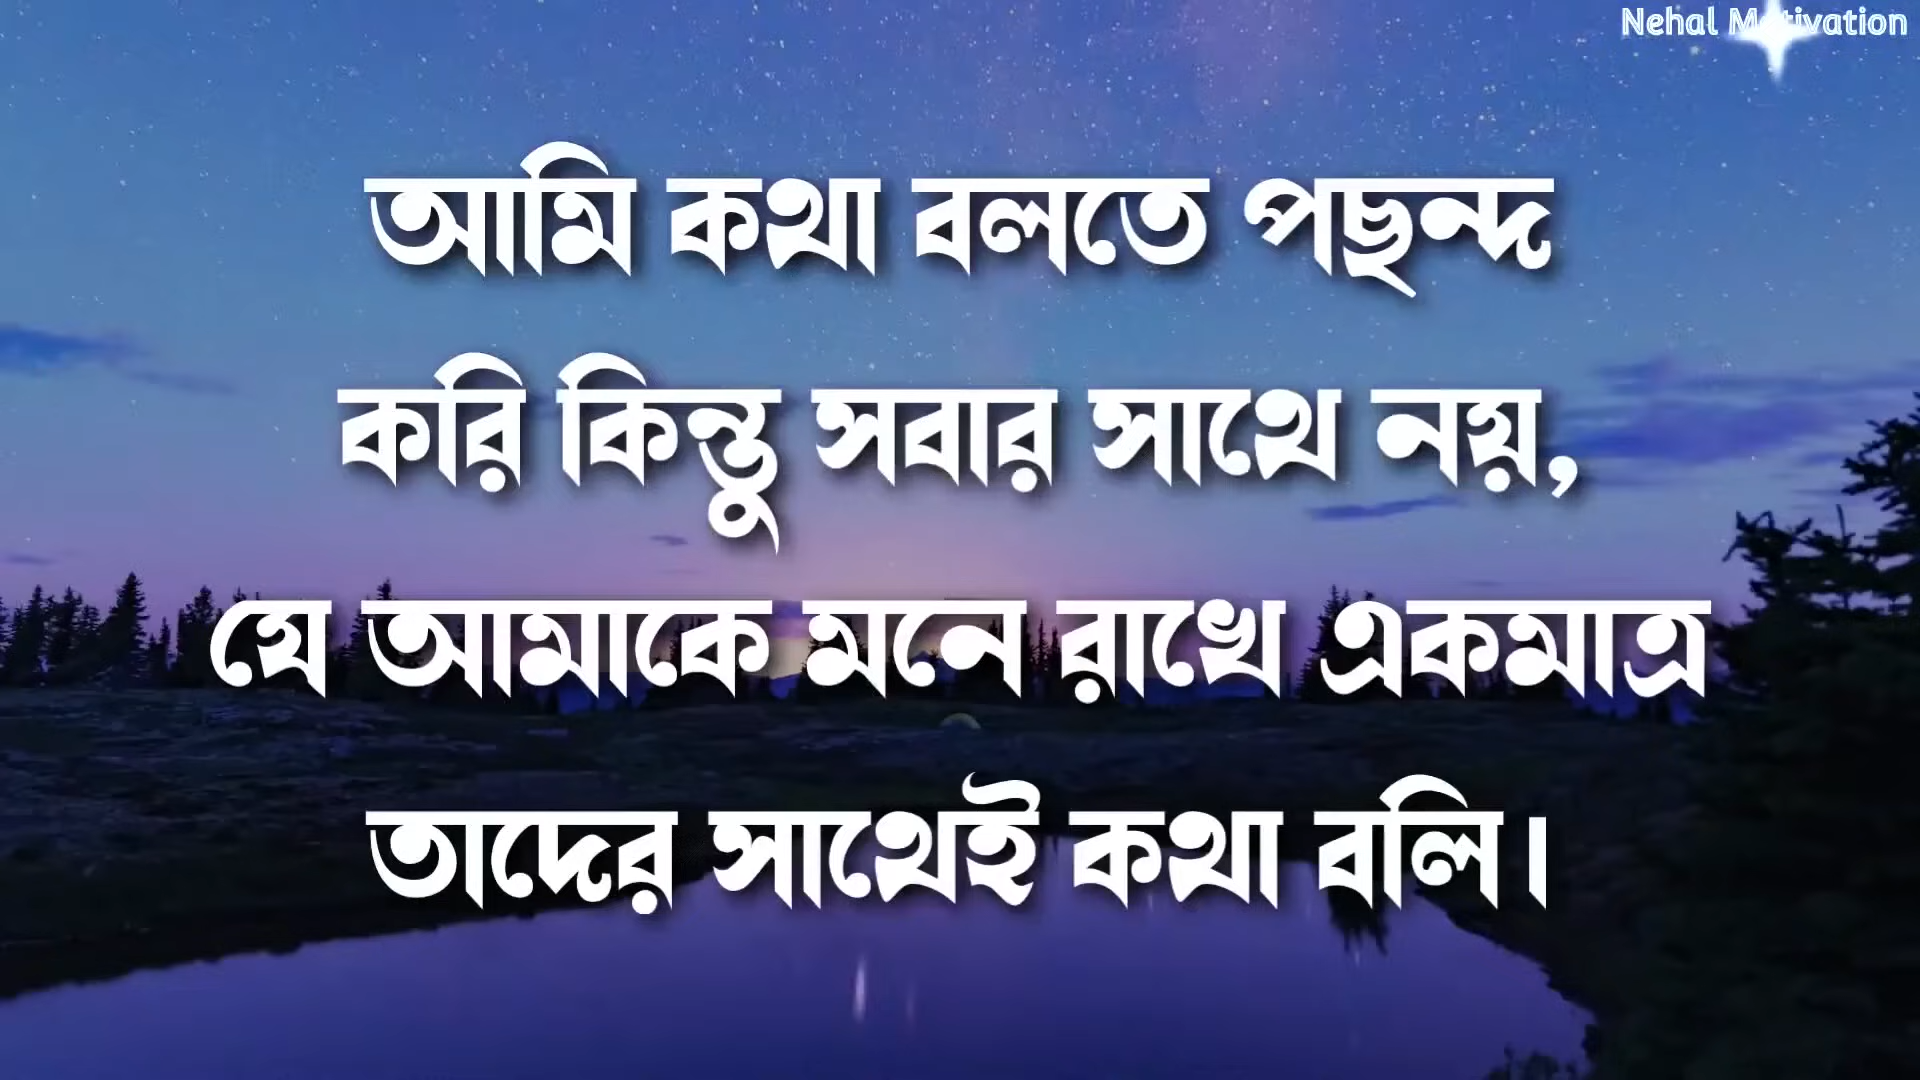 Nehal Motivation
আমি কথা বলতে পছন্দ
করি কিন্তু সবার সাথে নয়,
যে আমাকে মনে রাখে একমাত্র
তাদের সাথেই কথা বলি।